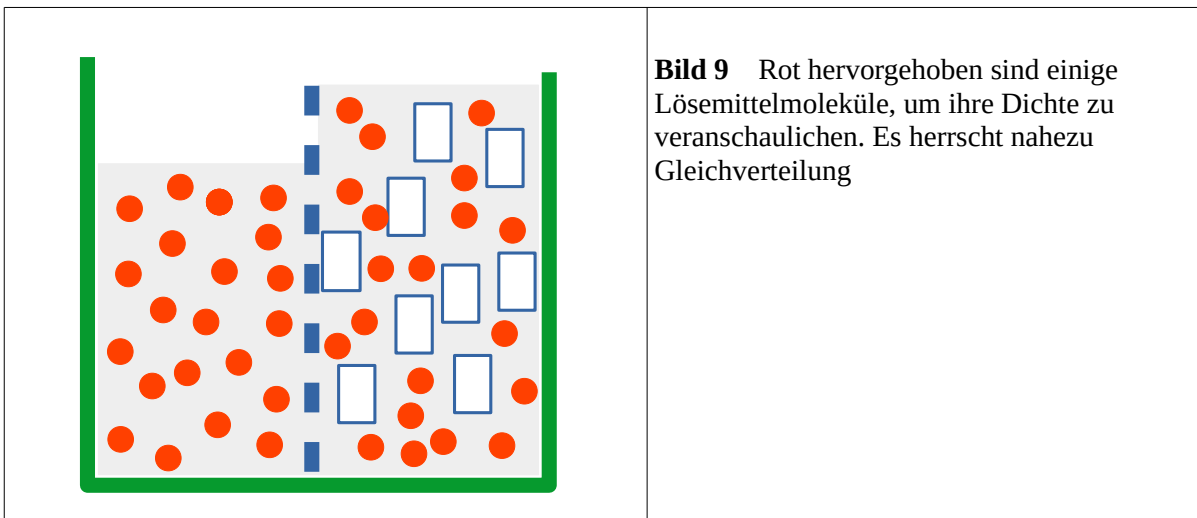 Bild 9 Rot hervorgehoben sind einige
Lösemittelmoleküle, um ihre Dichte zu
veranschaulichen. Es herrscht nahezu
Gleichverteilung